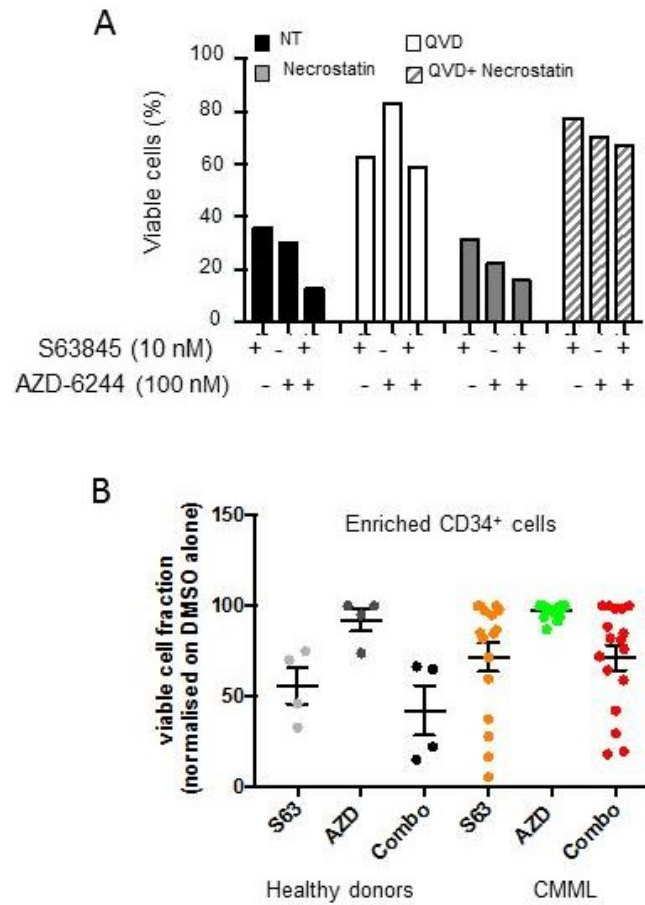 A
NT
QVD
Necrostatin
QVD+ Necrostatin
Viable cells (%)
100
80
60
40
20
0
S63845 (10 nM) + - + + - + + - + + - +
AZD-6244 (100 nM) - + + - + + - + + - + +
B
Enriched CD34⁺ cells
viable cell fraction
(normalised on DMSO alone)
150
100
50
0
S63 AZD Combo S63 AZD Combo
Healthy donors CMML